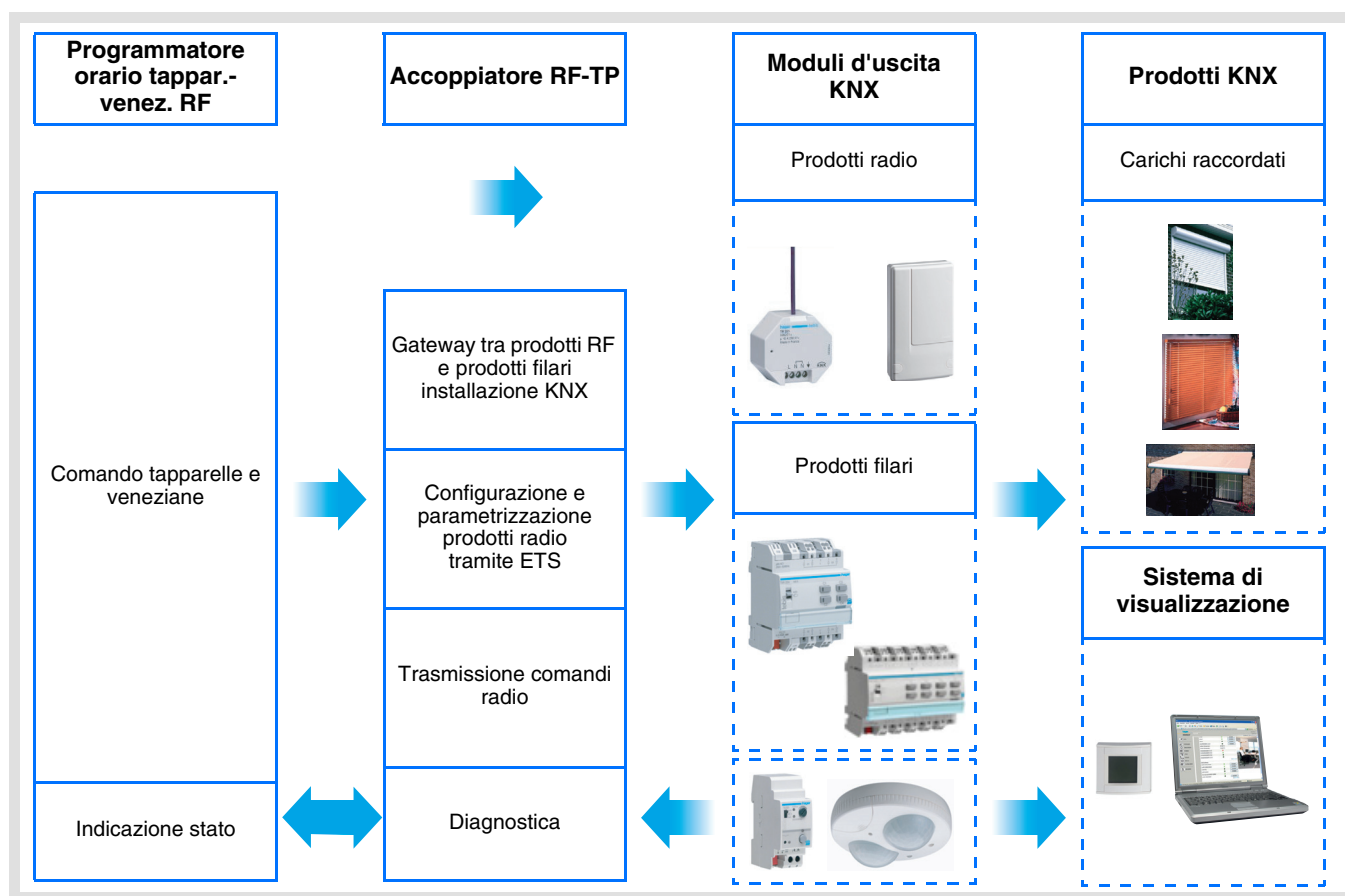 Programmatore
orario tappar.-
venez. RF
Accoppiatore RF-TP
Moduli d'uscita
KNX
Prodotti KNX
Prodotti radio
Carichi raccordati
Comando tapparelle e
veneziane
Gateway tra prodotti RF
e prodotti filari
installazione KNX
Configurazione e
parametrizzazione
prodotti radio
tramite ETS
Trasmissione comandi
radio
Prodotti filari
Sistema di
visualizzazione
Indicazione stato
Diagnostica